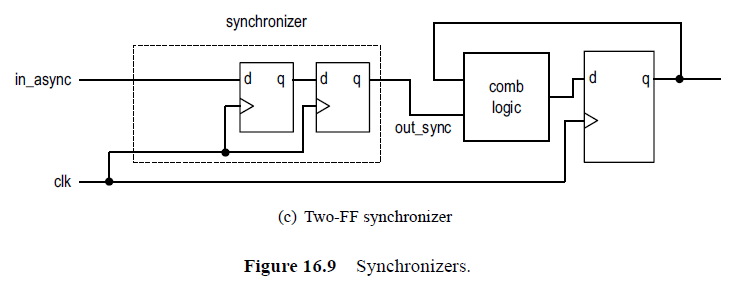 synchronizer
in_async
d q
d q
out_sync
comb
logic
d q
clk
(c) Two-FF synchronizer
Figure 16.9 Synchronizers.